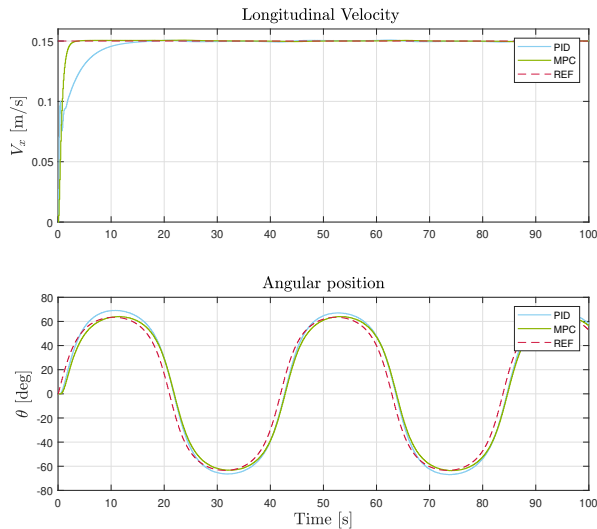 Longitudinal Velocity
0.15
0.1
0.05
0
V_x [m/s]
PID
MPC
REF
0 10 20 30 40 50 60 70 80 90 100
Angular position
80
60
40
20
0
-20
-40
-60
-80
θ [deg]
PID
MPC
REF
0 10 20 30 40 50 60 70 80 90 100
Time [s]